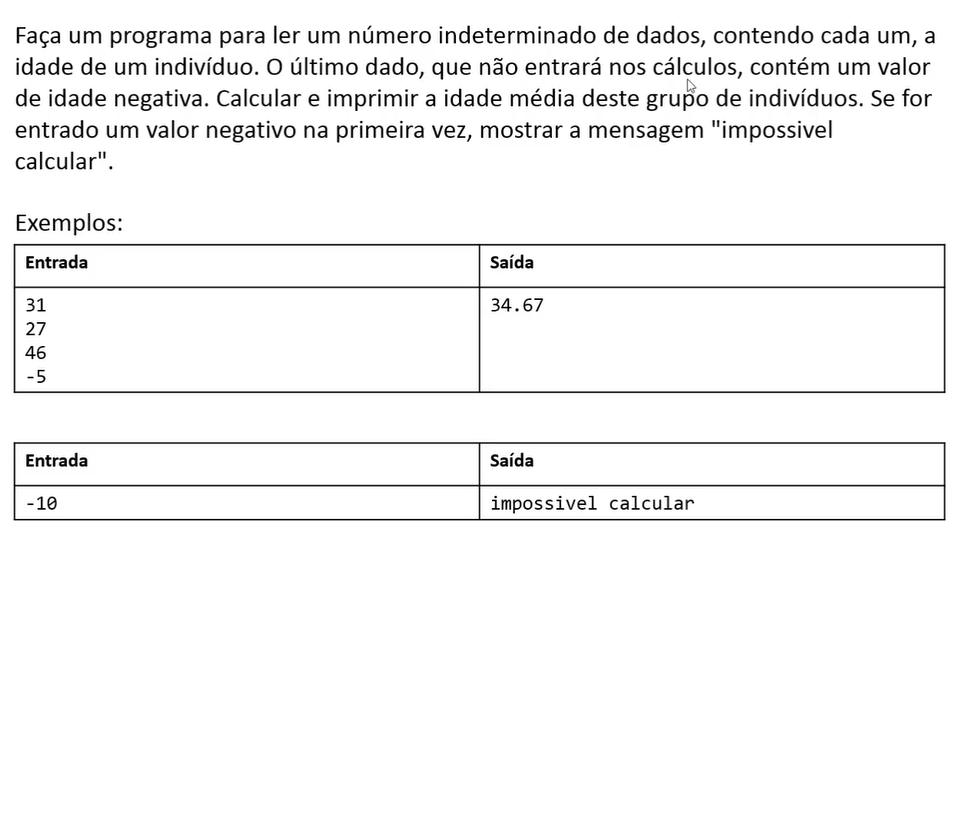 Faça um programa para ler um número indeterminado de dados, contendo cada um, a
idade de um indivíduo. O último dado, que não entrará nos cálculos, contém um valor
de idade negativa. Calcular e imprimir a idade média deste grupo de indivíduos. Se for
entrado um valor negativo na primeira vez, mostrar a mensagem "impossivel
calcular".
Exemplos:
Entrada Saída
31 34.67
27
46
-5
Entrada Saída
-10 impossivel calcular